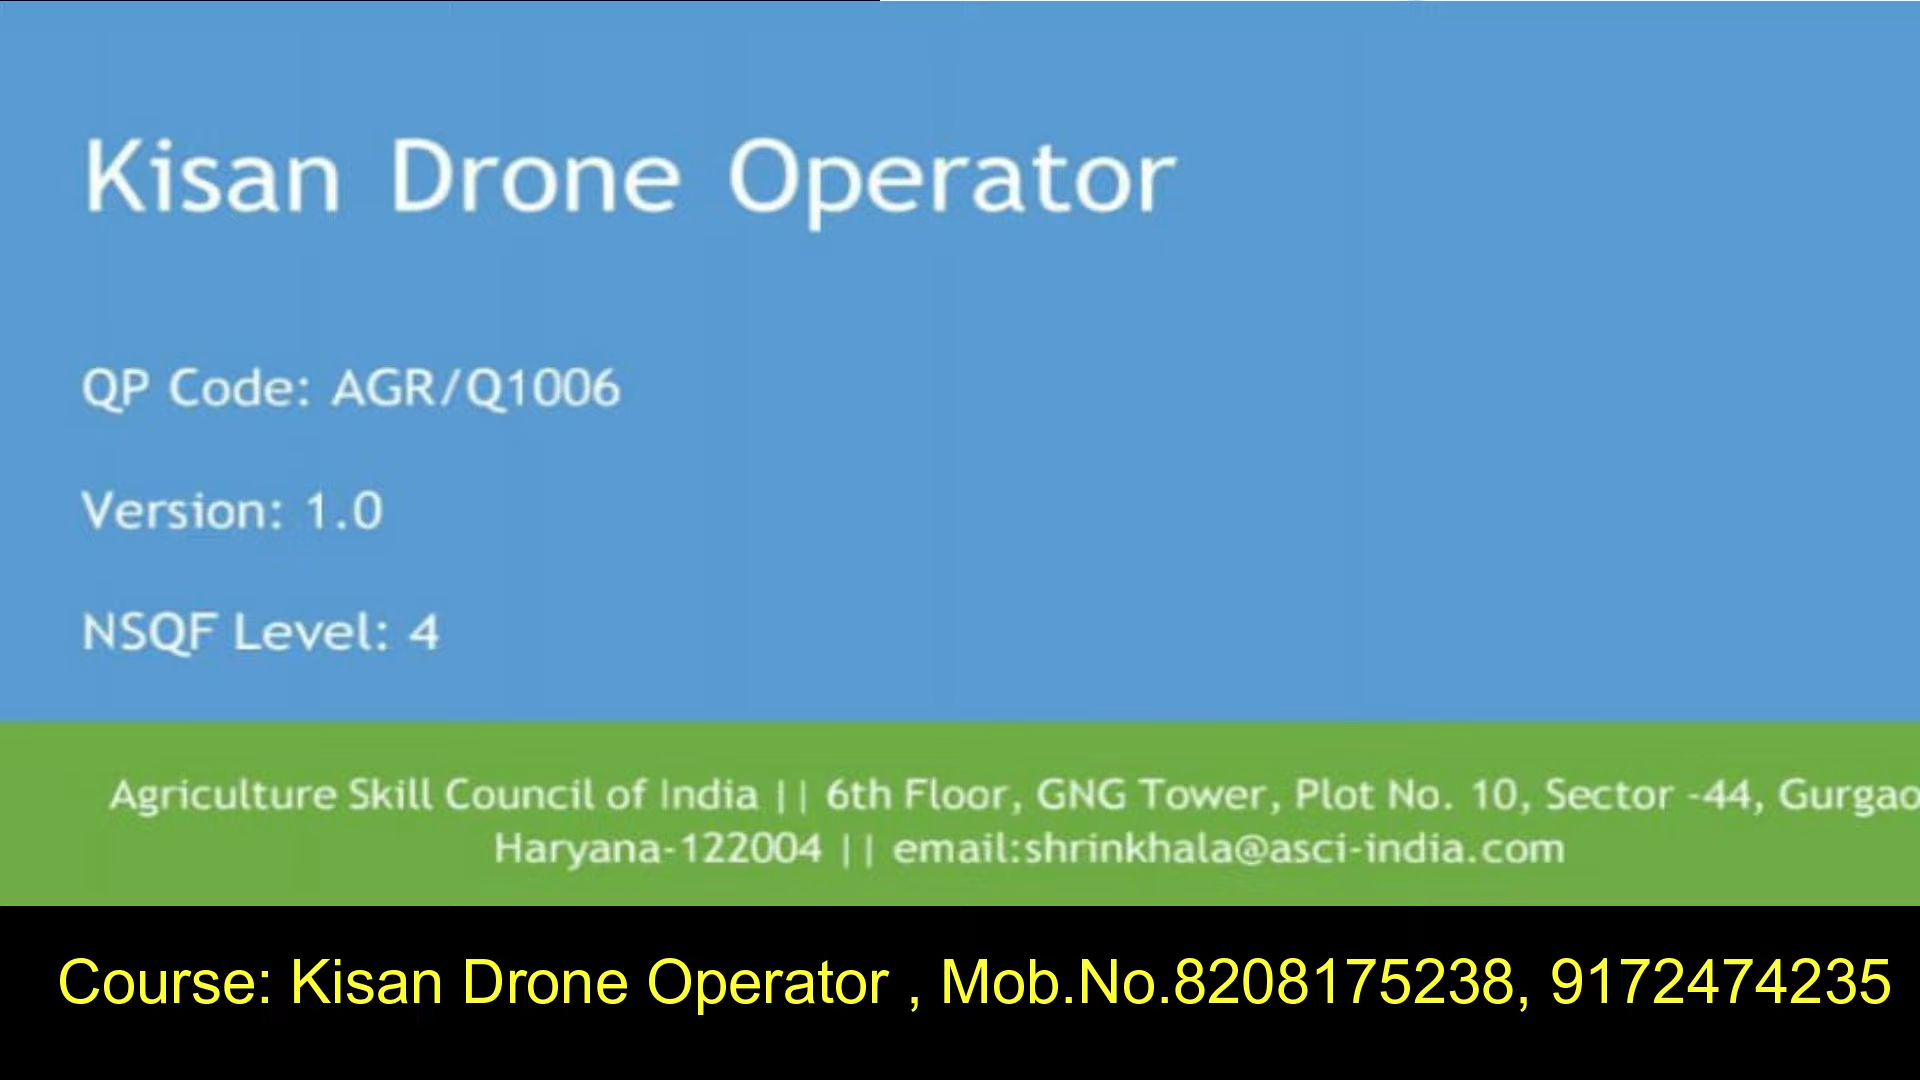 Kisan Drone Operator
QP Code: AGR/Q1006
Version: 1.0
NSQF Level: 4
Agriculture Skill Council of India || 6th Floor, GNG Tower, Plot No. 10, Sector -44, Gurgao
Haryana-122004 || email:shrinkhala@asci-india.com
Course: Kisan Drone Operator , Mob.No.8208175238, 9172474235